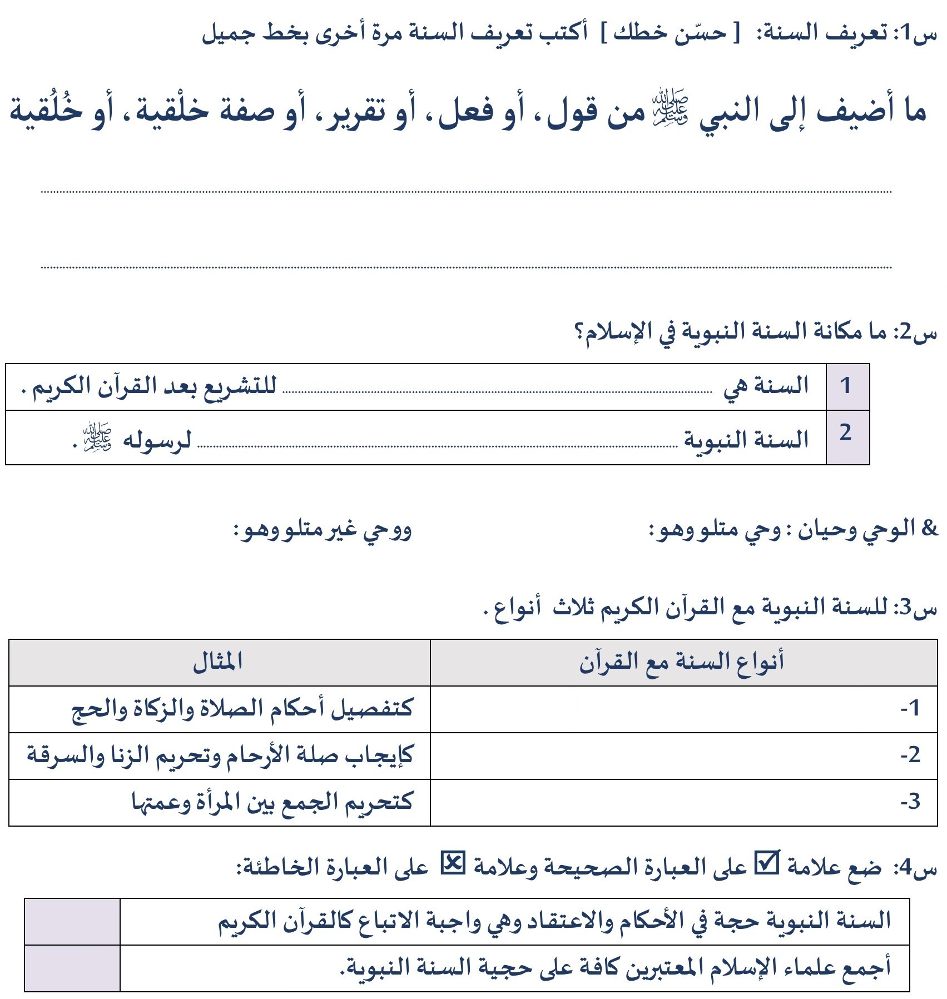 س1: تعريف السنة: [ حسّن خطك ] أكتب تعريف السنة مرة أخرى بخط جميل
ما أضيف إلى النبي ﷺ من قول، أو فعل، أو تقرير، أو صفة خلْقية، أو خُلُقية
س2: ما مكانة السنة النبوية في الإسلام؟
1 السنة هي ........................ للتشريع بعد القرآن الكريم .
2 السنة النبوية ........................ لرسوله ﷺ .
& الوحي وحيان : وحي متلو وهو : ووحي غير متلو وهو :
س3: للسنة النبوية مع القرآن الكريم ثلاث أنواع .
أنواع السنة مع القرآن المثال
1- كتفصيل أحكام الصلاة والزكاة والحج
2- كإيجاب صلة الأرحام وتحريم الزنا والسرقة
3- كتحريم الجمع بين المرأة وعمتها
س4: ضع علامة ☑ على العبارة الصحيحة وعلامة ☒ على العبارة الخاطئة:
السنة النبوية حجة في الأحكام والاعتقاد وهي واجبة الاتباع كالقرآن الكريم
أجمع علماء الإسلام المعتبرين كافة على حجية السنة النبوية.